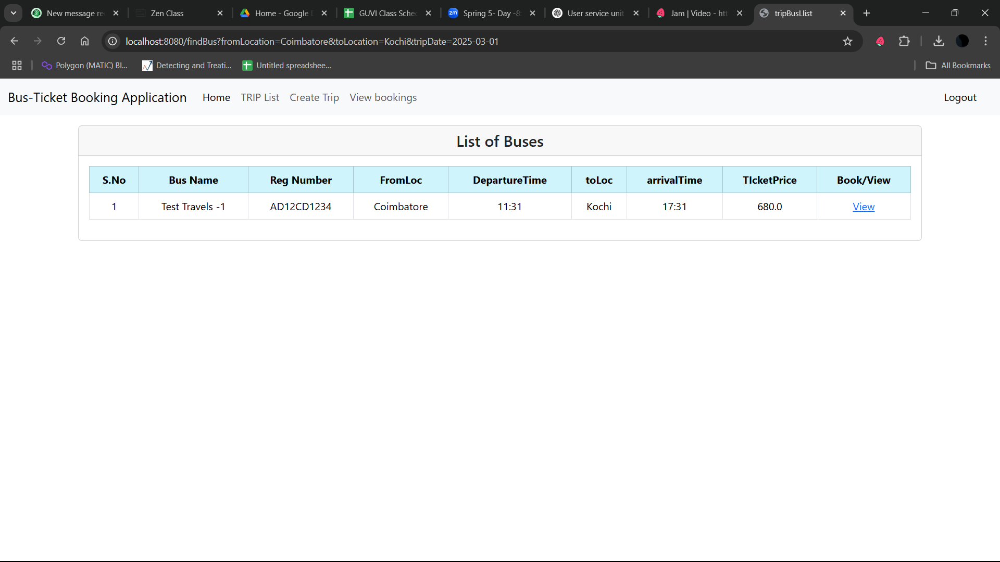 New message re
Zen Class
Home - Google
GUVI Class Sche
zm
Spring 5- Day -8
User service unit
Jam | Video - htt
tripBusLlist
localhost:8080/findBus?fromLocation=Coimbatore&toLocation=Kochi&tripDate=2025-03-01
Polygon (MATIC) Bl...
Detecting and Treati...
Untitled spreadshee...
All Bookmarks
Bus-Ticket Booking Application Home TRIP List Create Trip View bookings Logout
List of Buses
S.No Bus Name Reg Number FromLoc DepartureTime toLoc arrivalTime TIcketPrice Book/View
1 Test Travels -1 AD12CD1234 Coimbatore 11:31 Kochi 17:31 680.0 View